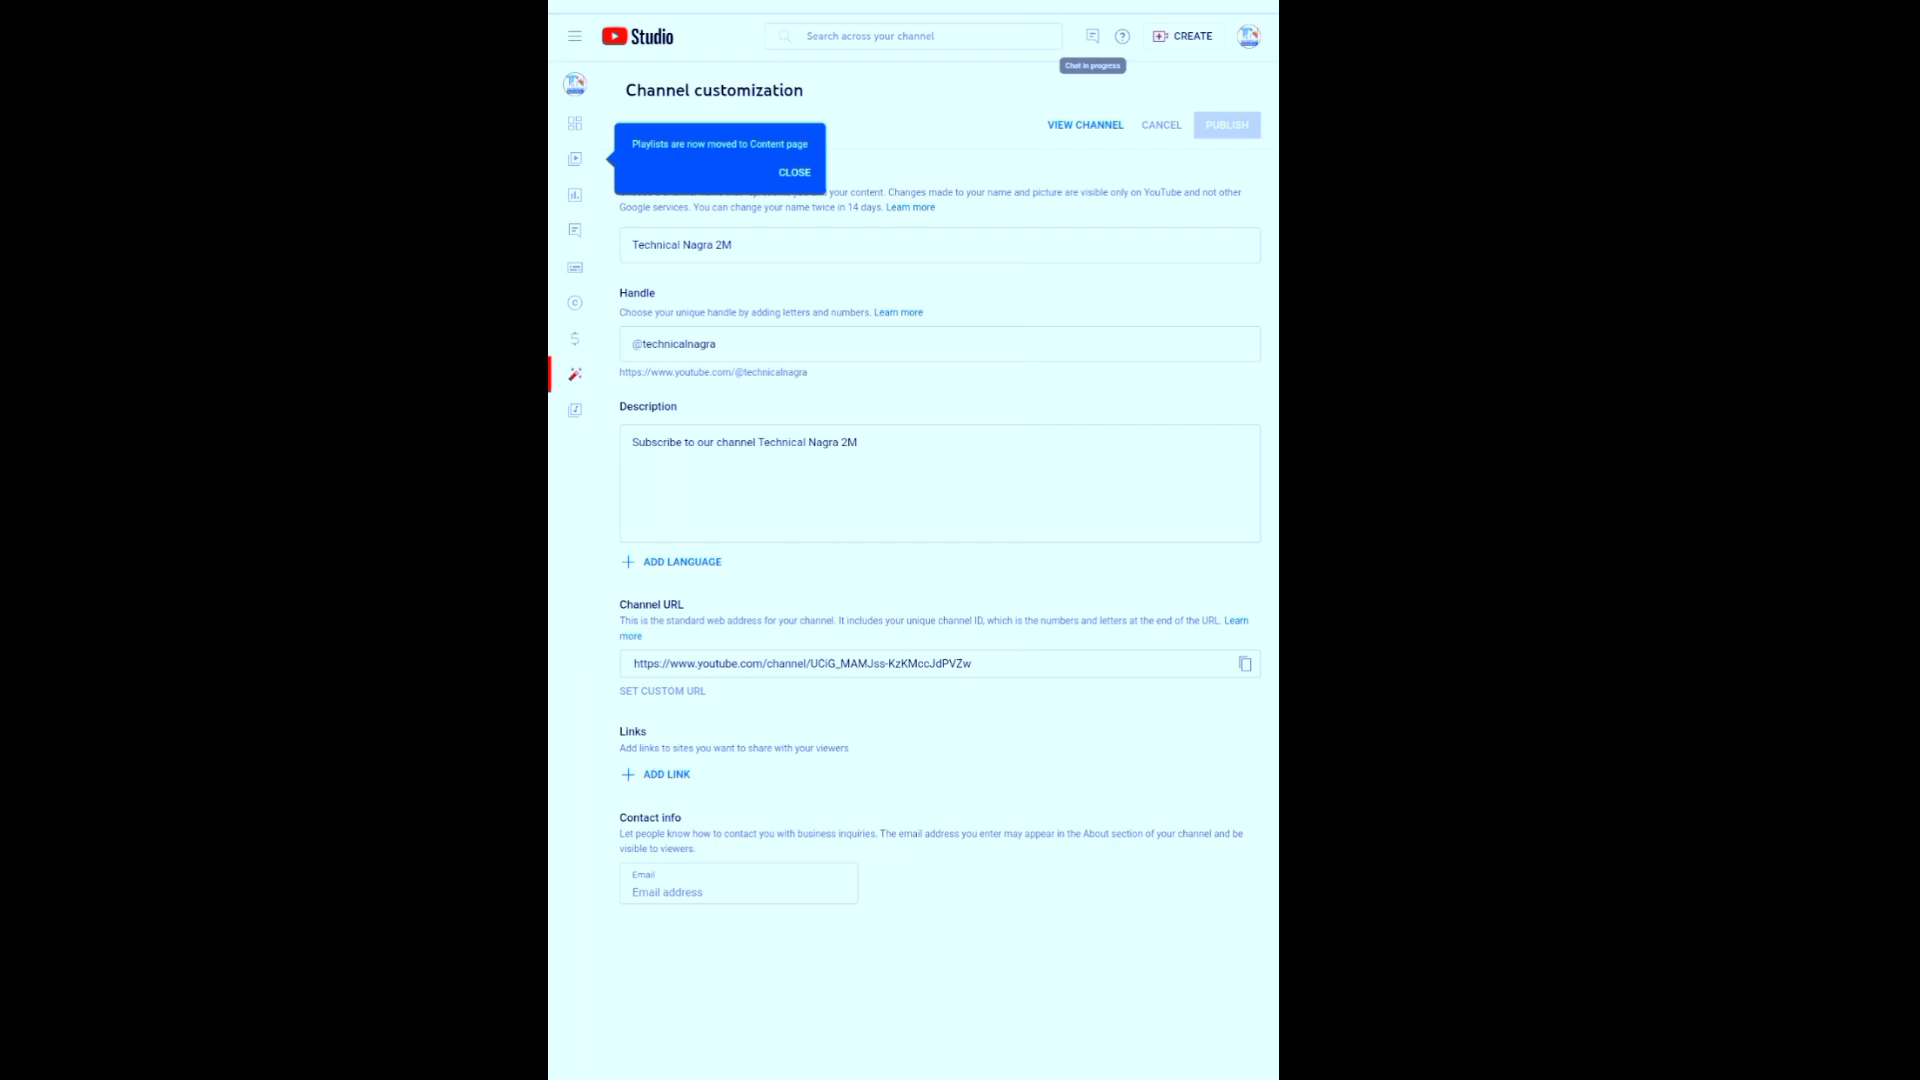 Studio
Search across your channel
CREATE
Chat in progress
Channel customization
VIEW CHANNEL
CANCEL
PUBLISH
Playlists are now moved to Content page
CLOSE
your content. Changes made to your name and picture are visible only on YouTube and not other
Google services. You can change your name twice in 14 days. Learn more
Technical Nagra 2M
Handle
Choose your unique handle by adding letters and numbers. Learn more
@technicalnagra
https://www.youtube.com/@technicalnagra
Description
Subscribe to our channel Technical Nagra 2M
ADD LANGUAGE
Channel URL
This is the standard web address for your channel. It includes your unique channel ID, which is the numbers and letters at the end of the URL. Learn
more
https://www.youtube.com/channel/UCiG_MAMJss-KzKMccJdPVZw
SET CUSTOM URL
Links
Add links to sites you want to share with your viewers
ADD LINK
Contact info
Let people know how to contact you with business inquiries. The email address you enter may appear in the About section of your channel and be
visible to viewers.
Email
Email address